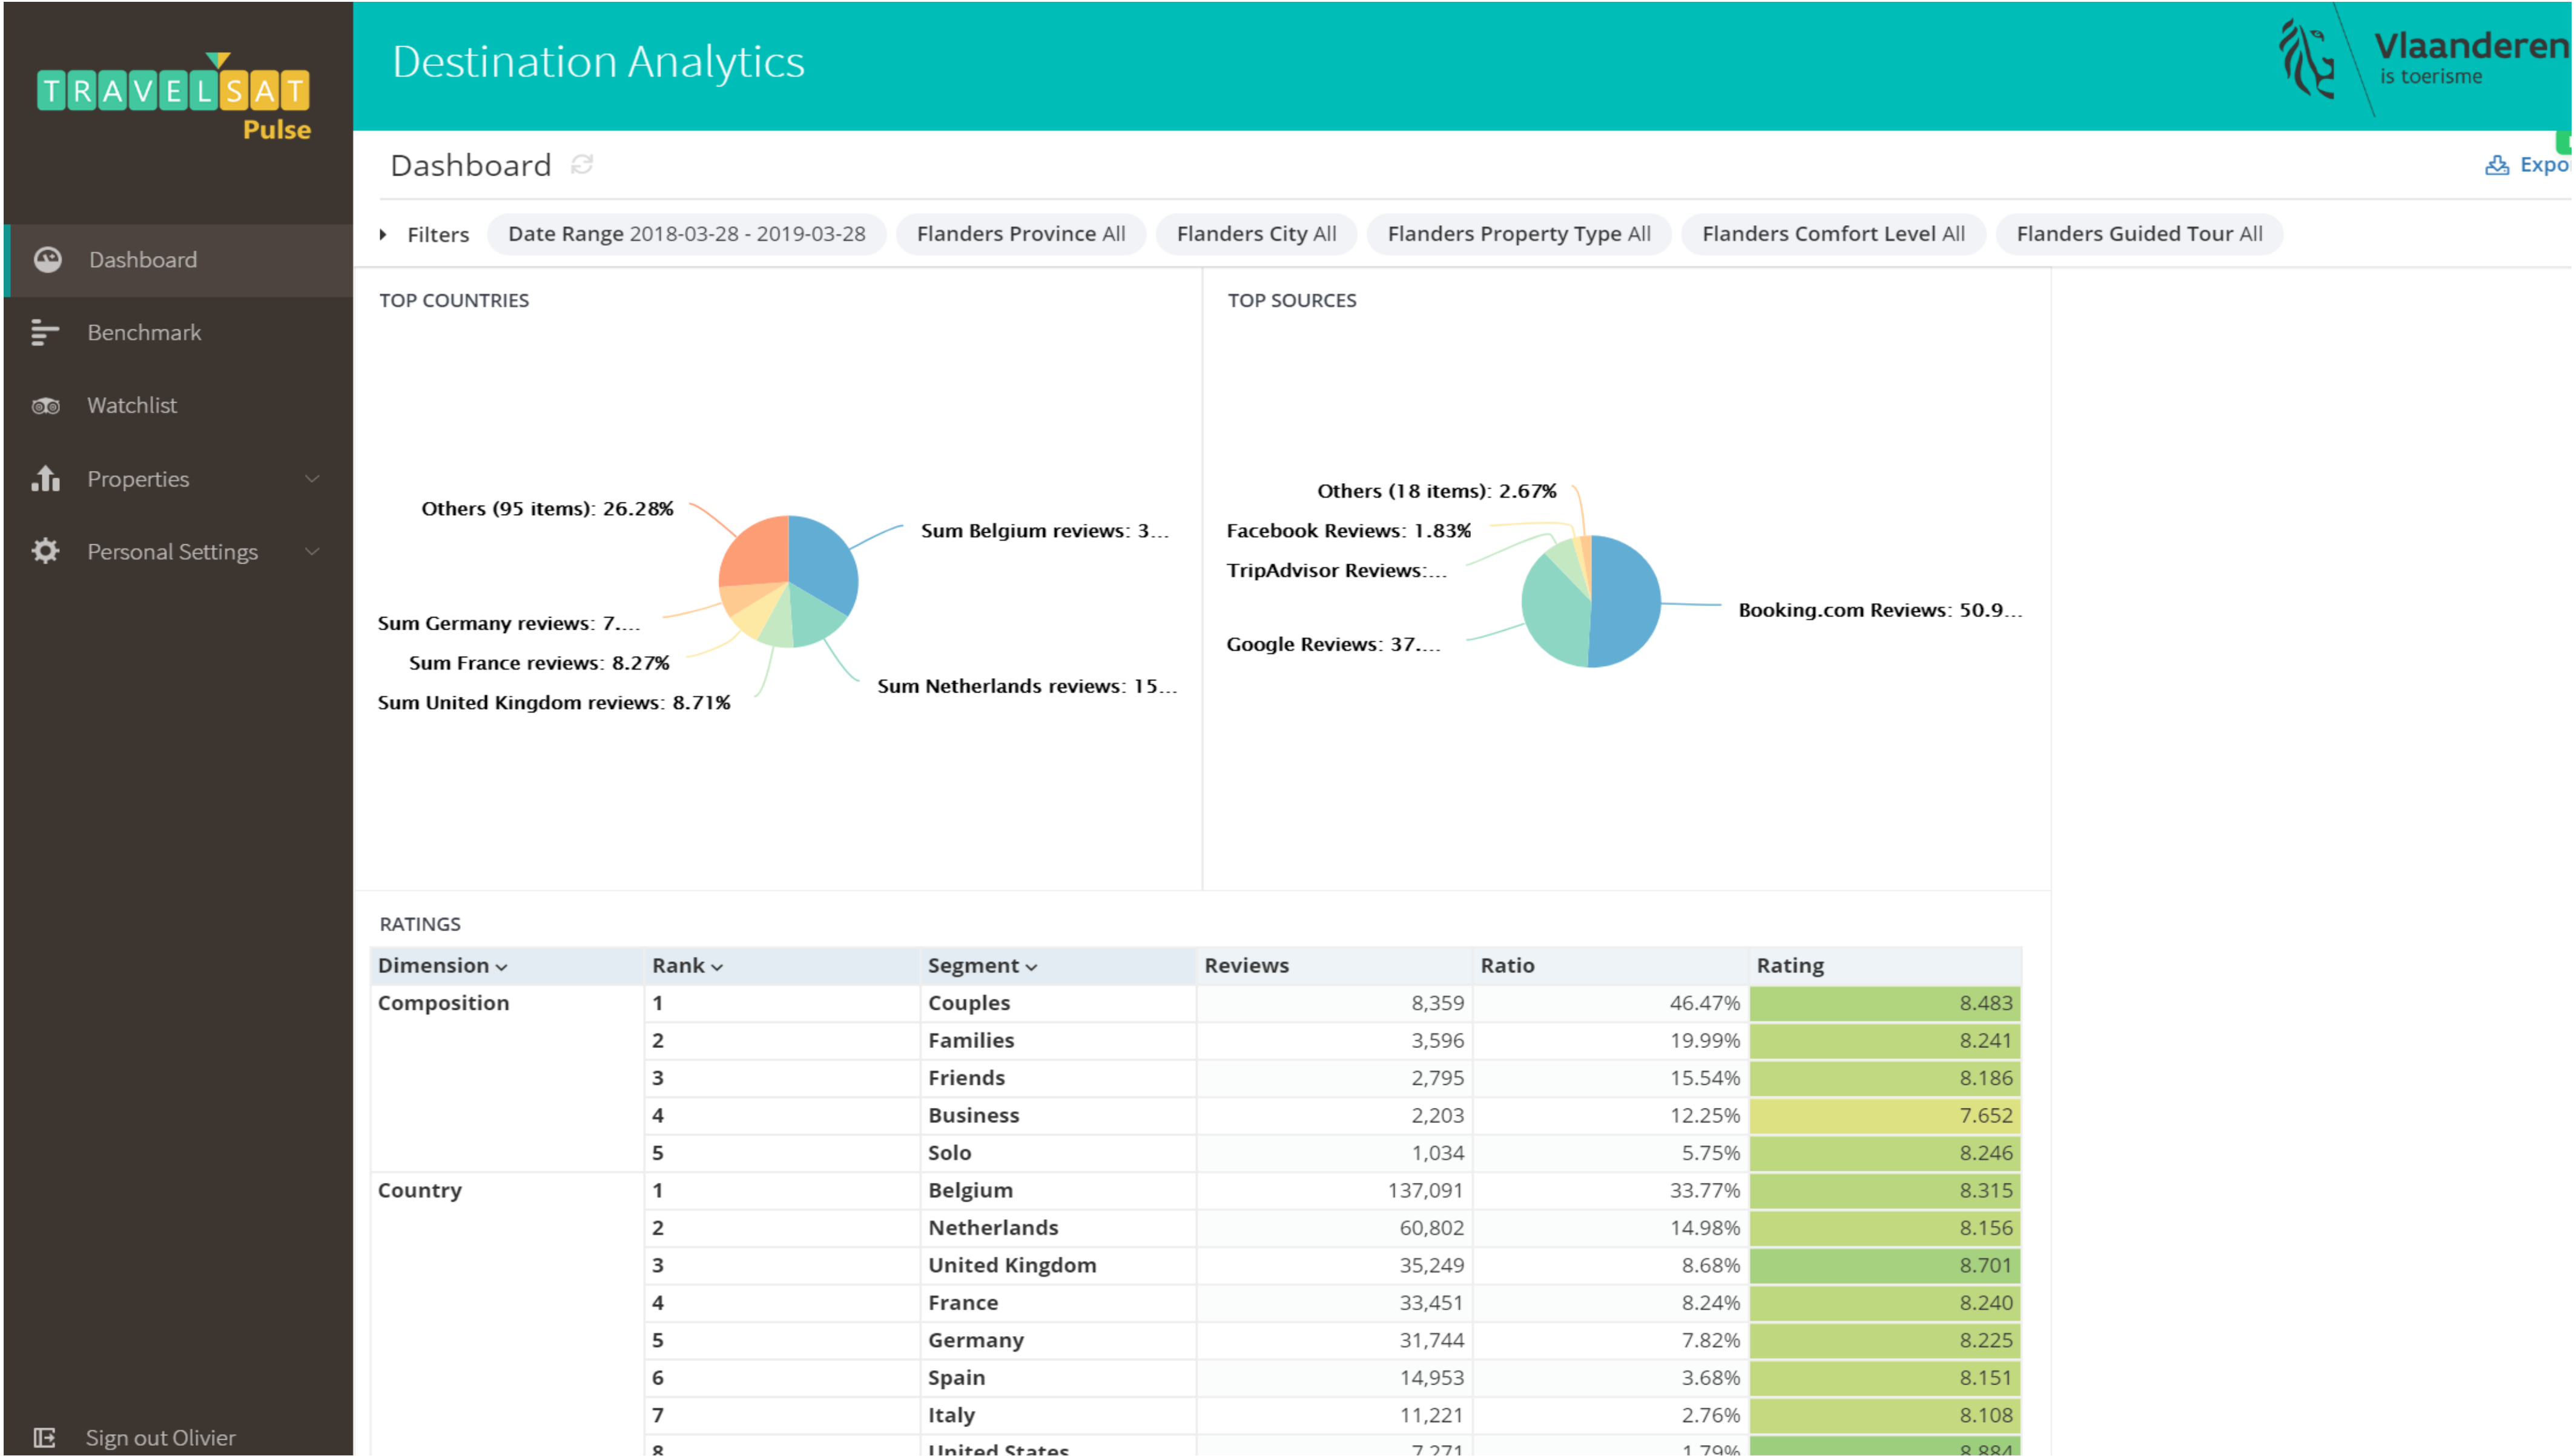 TRAVELSAT
Pulse
Destination Analytics
Vlaanderen
is toerisme
Dashboard
Expo
Filters Date Range 2018-03-28 - 2019-03-28 Flanders Province All Flanders City All Flanders Property Type All Flanders Comfort Level All Flanders Guided Tour All
Dashboard
Benchmark
Watchlist
Properties
Personal Settings
Sign out Olivier
TOP COUNTRIES
Others (95 items): 26.28%
Sum Belgium reviews: 3...
Sum Germany reviews: 7....
Sum France reviews: 8.27%
Sum United Kingdom reviews: 8.71%
Sum Netherlands reviews: 15...
TOP SOURCES
Others (18 items): 2.67%
Facebook Reviews: 1.83%
TripAdvisor Reviews:...
Booking.com Reviews: 50.9...
Google Reviews: 37....
RATINGS
Dimension Rank Segment Reviews Ratio Rating
Composition 1 Couples 8,359 46.47% 8.483
2 Families 3,596 19.99% 8.241
3 Friends 2,795 15.54% 8.186
4 Business 2,203 12.25% 7.652
5 Solo 1,034 5.75% 8.246
Country 1 Belgium 137,091 33.77% 8.315
2 Netherlands 60,802 14.98% 8.156
3 United Kingdom 35,249 8.68% 8.701
4 France 33,451 8.24% 8.240
5 Germany 31,744 7.82% 8.225
6 Spain 14,953 3.68% 8.151
7 Italy 11,221 2.76% 8.108
8 United States 7,271 1.79% 8.884